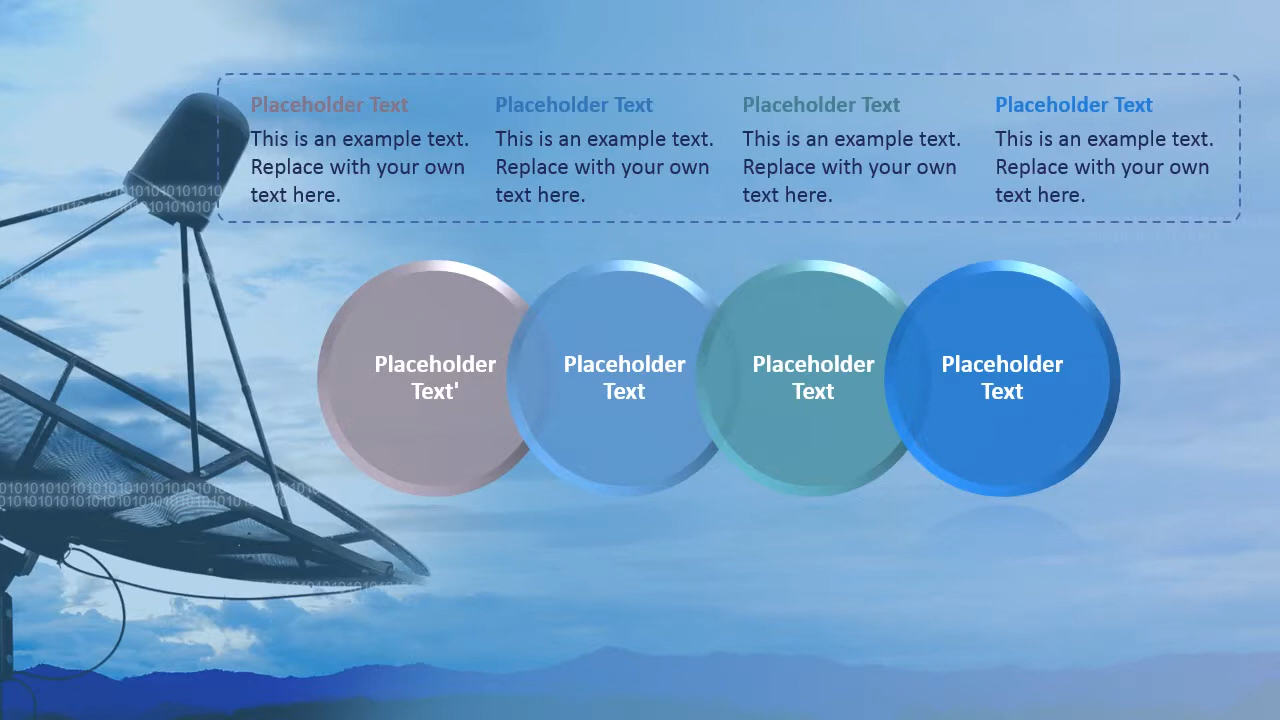 Placeholder Text
This is an example text.
Replace with your own
text here.
Placeholder Text
This is an example text.
Replace with your own
text here.
Placeholder Text
This is an example text.
Replace with your own
text here.
Placeholder Text
This is an example text.
Replace with your own
text here.
Placeholder
Text'
Placeholder
Text
Placeholder
Text
Placeholder
Text